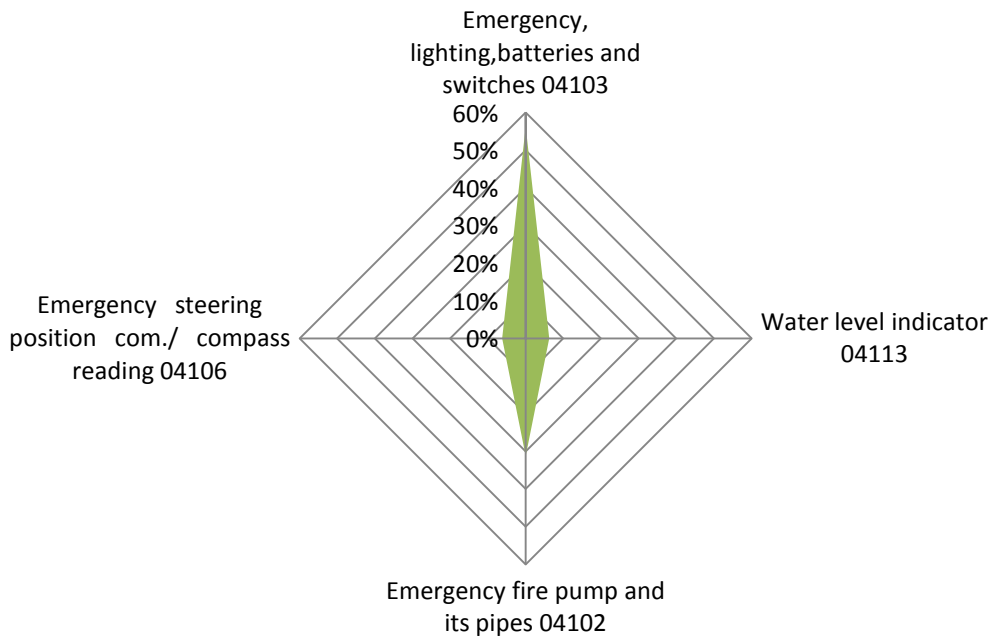 Emergency,
lighting,batteries and
switches 04103
60%
50%
40%
30%
20%
10%
0%
Emergency steering
position com./ compass
reading 04106
Water level indicator
04113
Emergency fire pump and
its pipes 04102